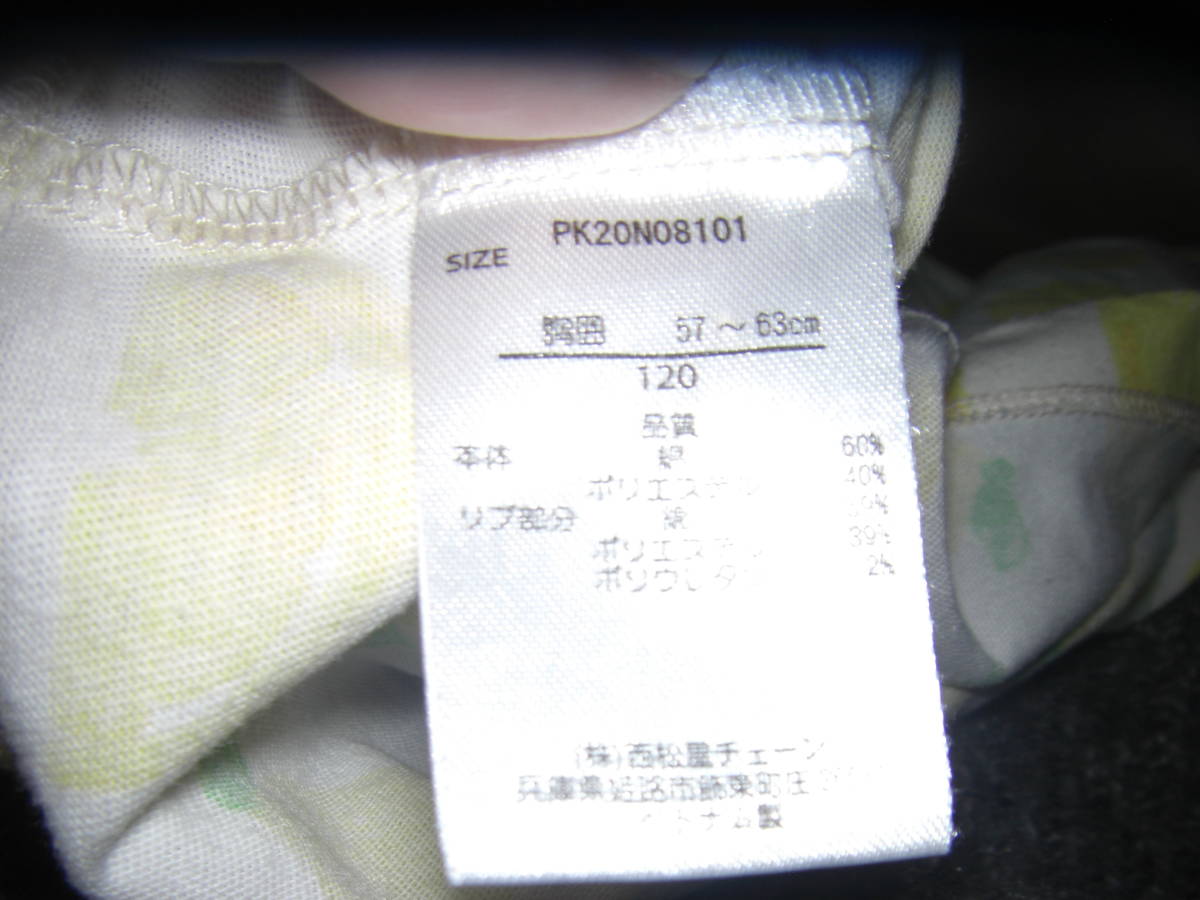 PK20N08101
SIZE
胸囲 57～63cm
120
品質
本体 綿 60%
ポリエステル 40%
リブ部分 綿
ポリエステル 39%
ポリウレタン 2%
(株)西松屋チェーン
兵庫県姫路市飾東町庄
ベトナム製